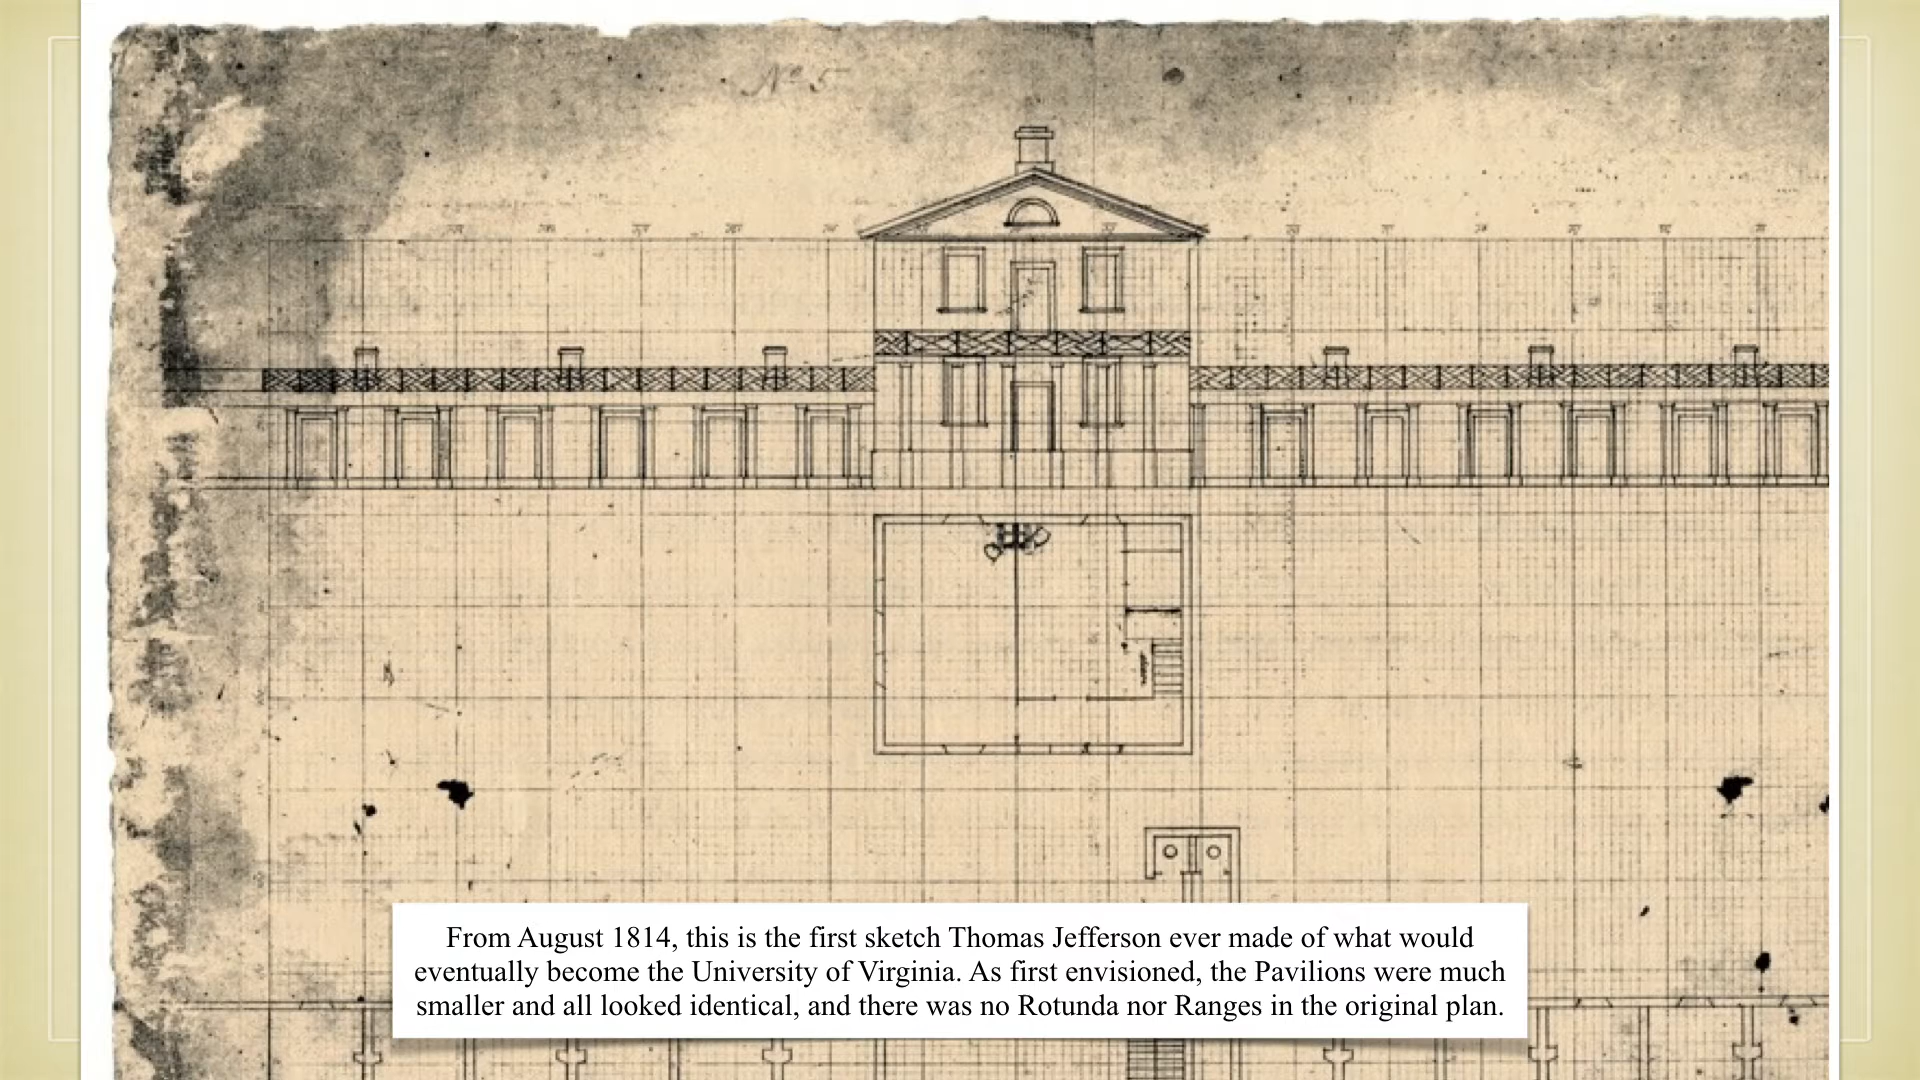 No 5
From August 1814, this is the first sketch Thomas Jefferson ever made of what would
eventually become the University of Virginia. As first envisioned, the Pavilions were much
smaller and all looked identical, and there was no Rotunda nor Ranges in the original plan.